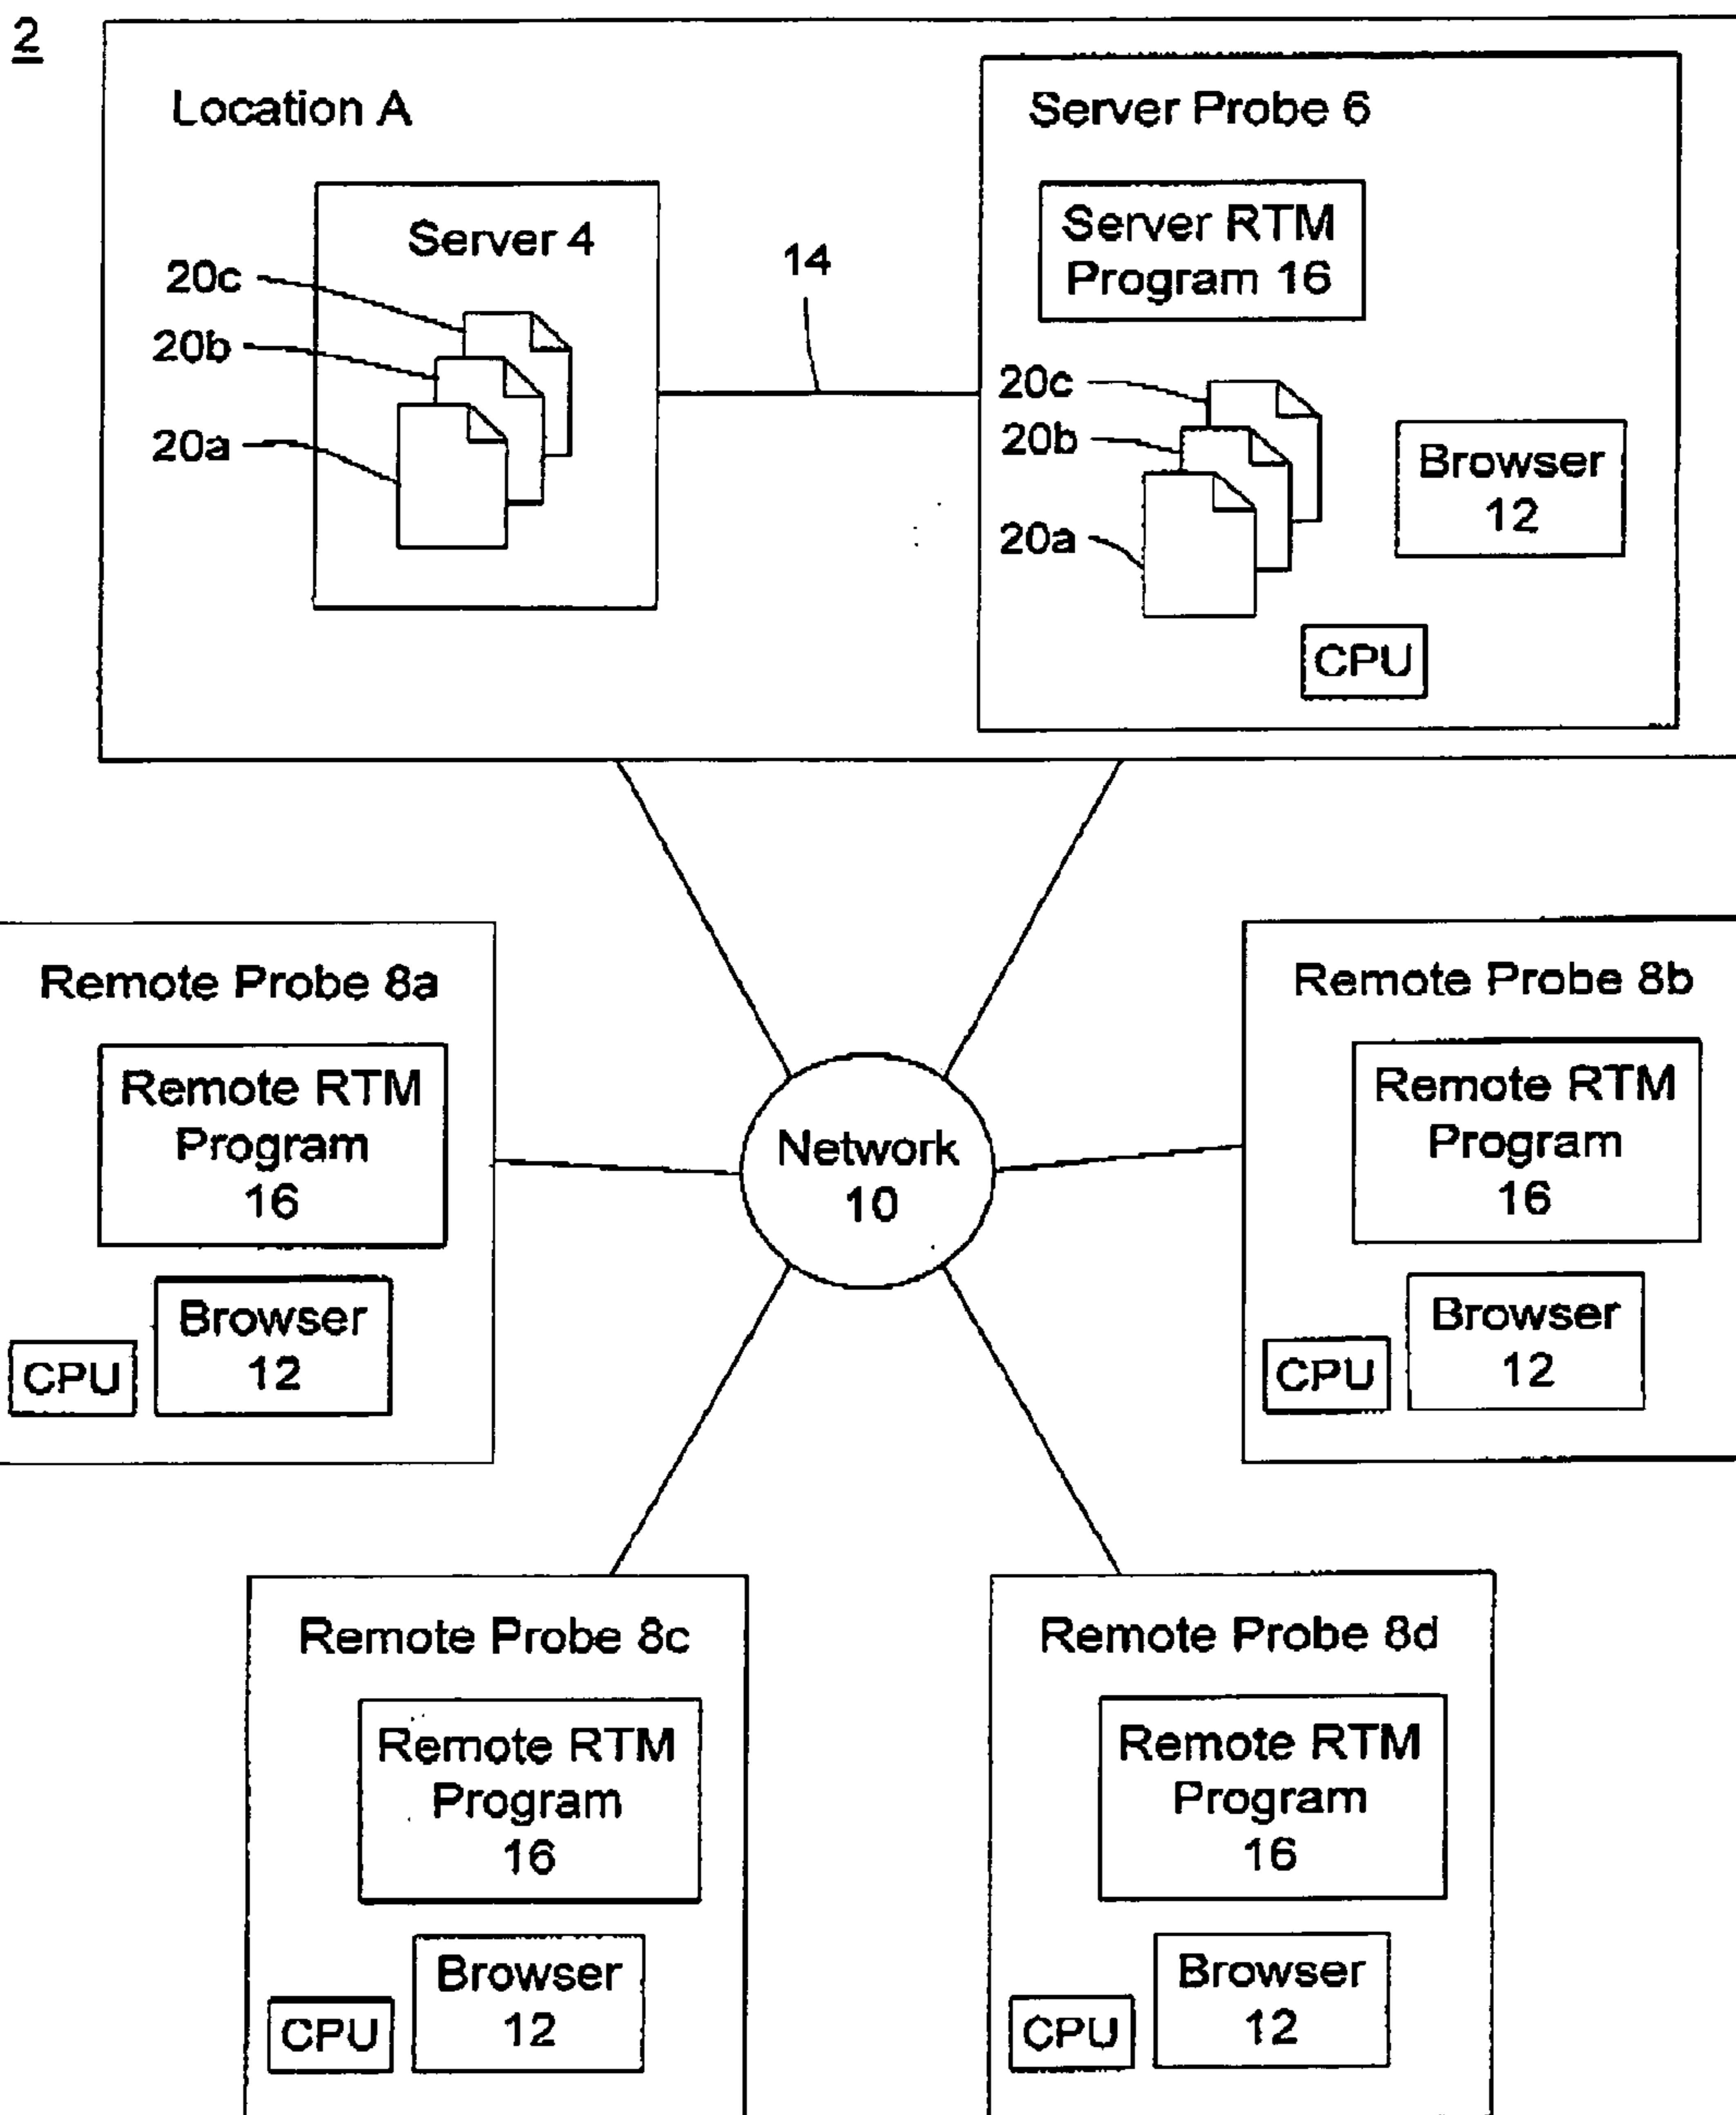 2
Location A
Server Probe 6
Server 4
Server RTM
Program 16
20c
20b
20a
14
20c
20b
20a
Browser
12
CPU
Remote Probe 8a
Remote RTM
Program
16
Browser
12
CPU
Network
10
Remote Probe 8b
Remote RTM
Program
16
Browser
12
CPU
Remote Probe 8c
Remote RTM
Program
16
Browser
12
CPU
Remote Probe 8d
Remote RTM
Program
16
Browser
12
CPU